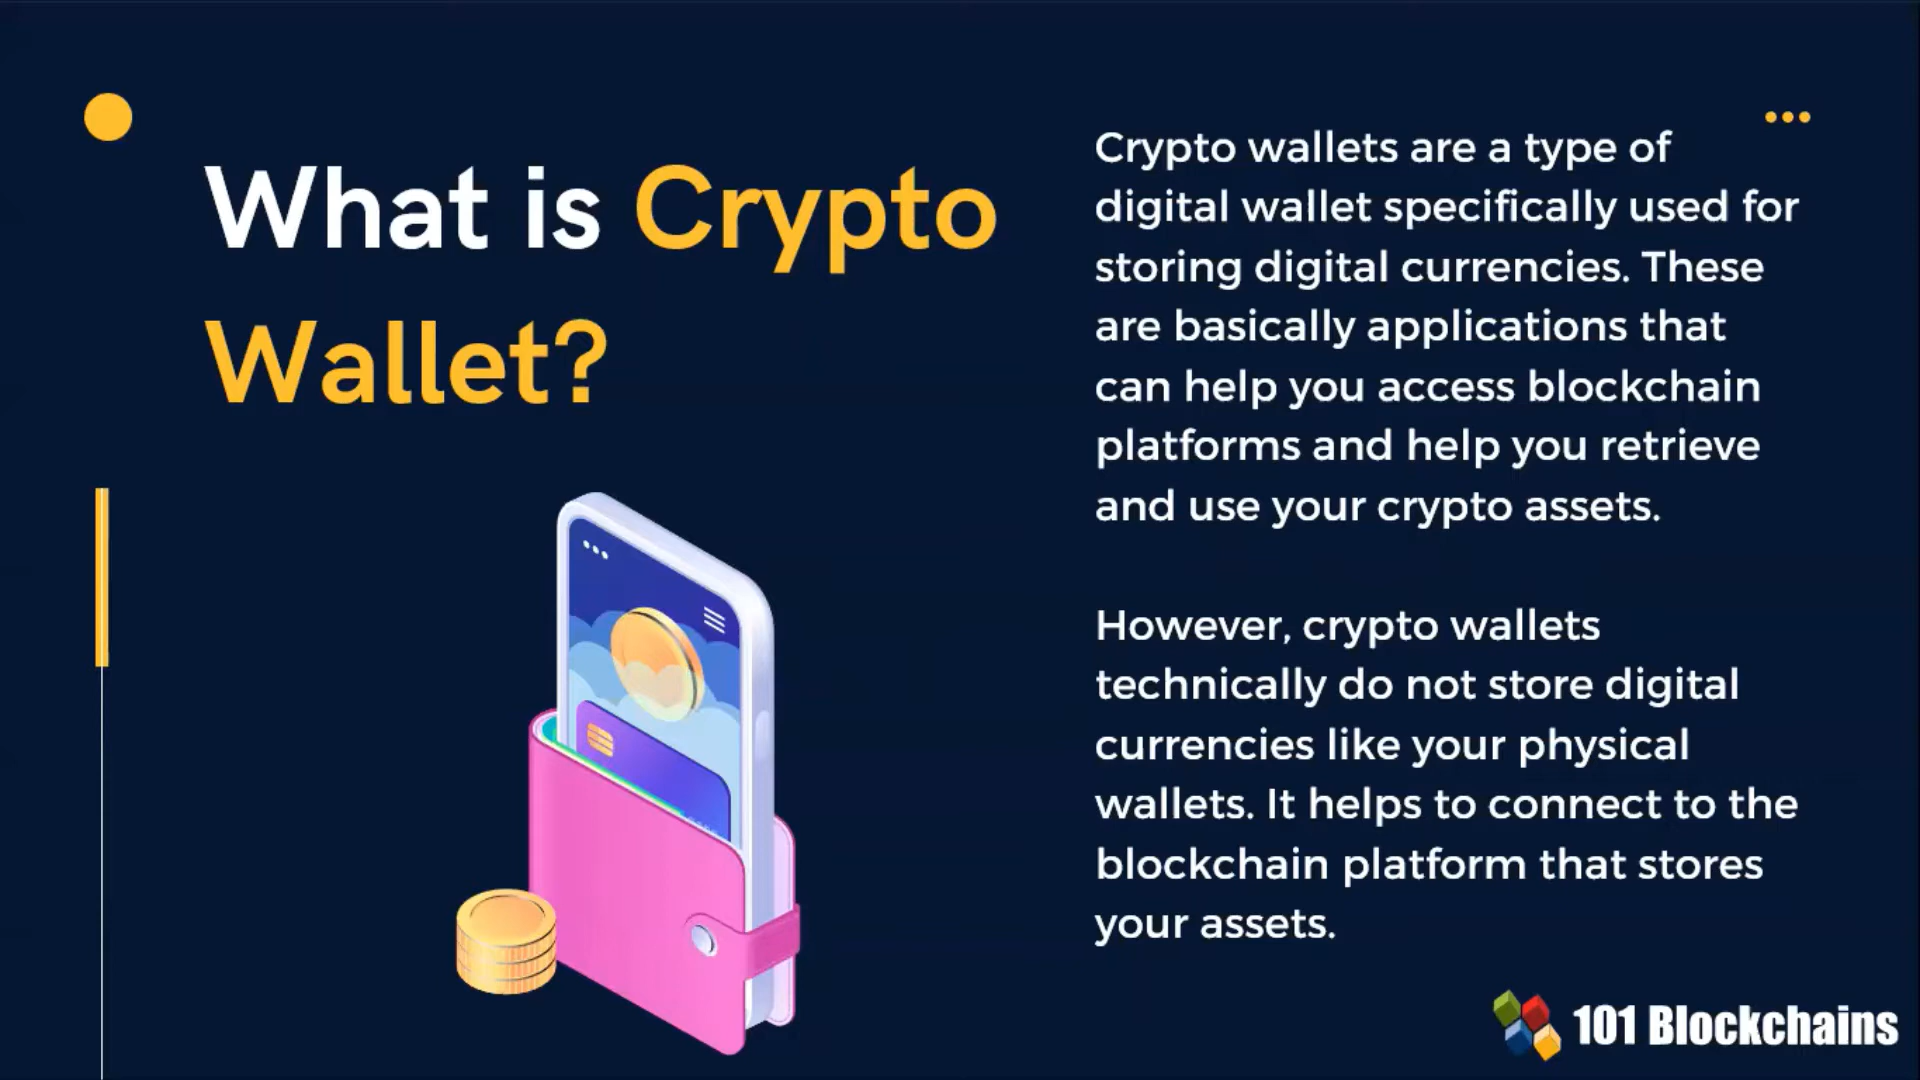 What is Crypto
Wallet?
Crypto wallets are a type of
digital wallet specifically used for
storing digital currencies. These
are basically applications that
can help you access blockchain
platforms and help you retrieve
and use your crypto assets.
However, crypto wallets
technically do not store digital
currencies like your physical
wallets. It helps to connect to the
blockchain platform that stores
your assets.
101 Blockchains